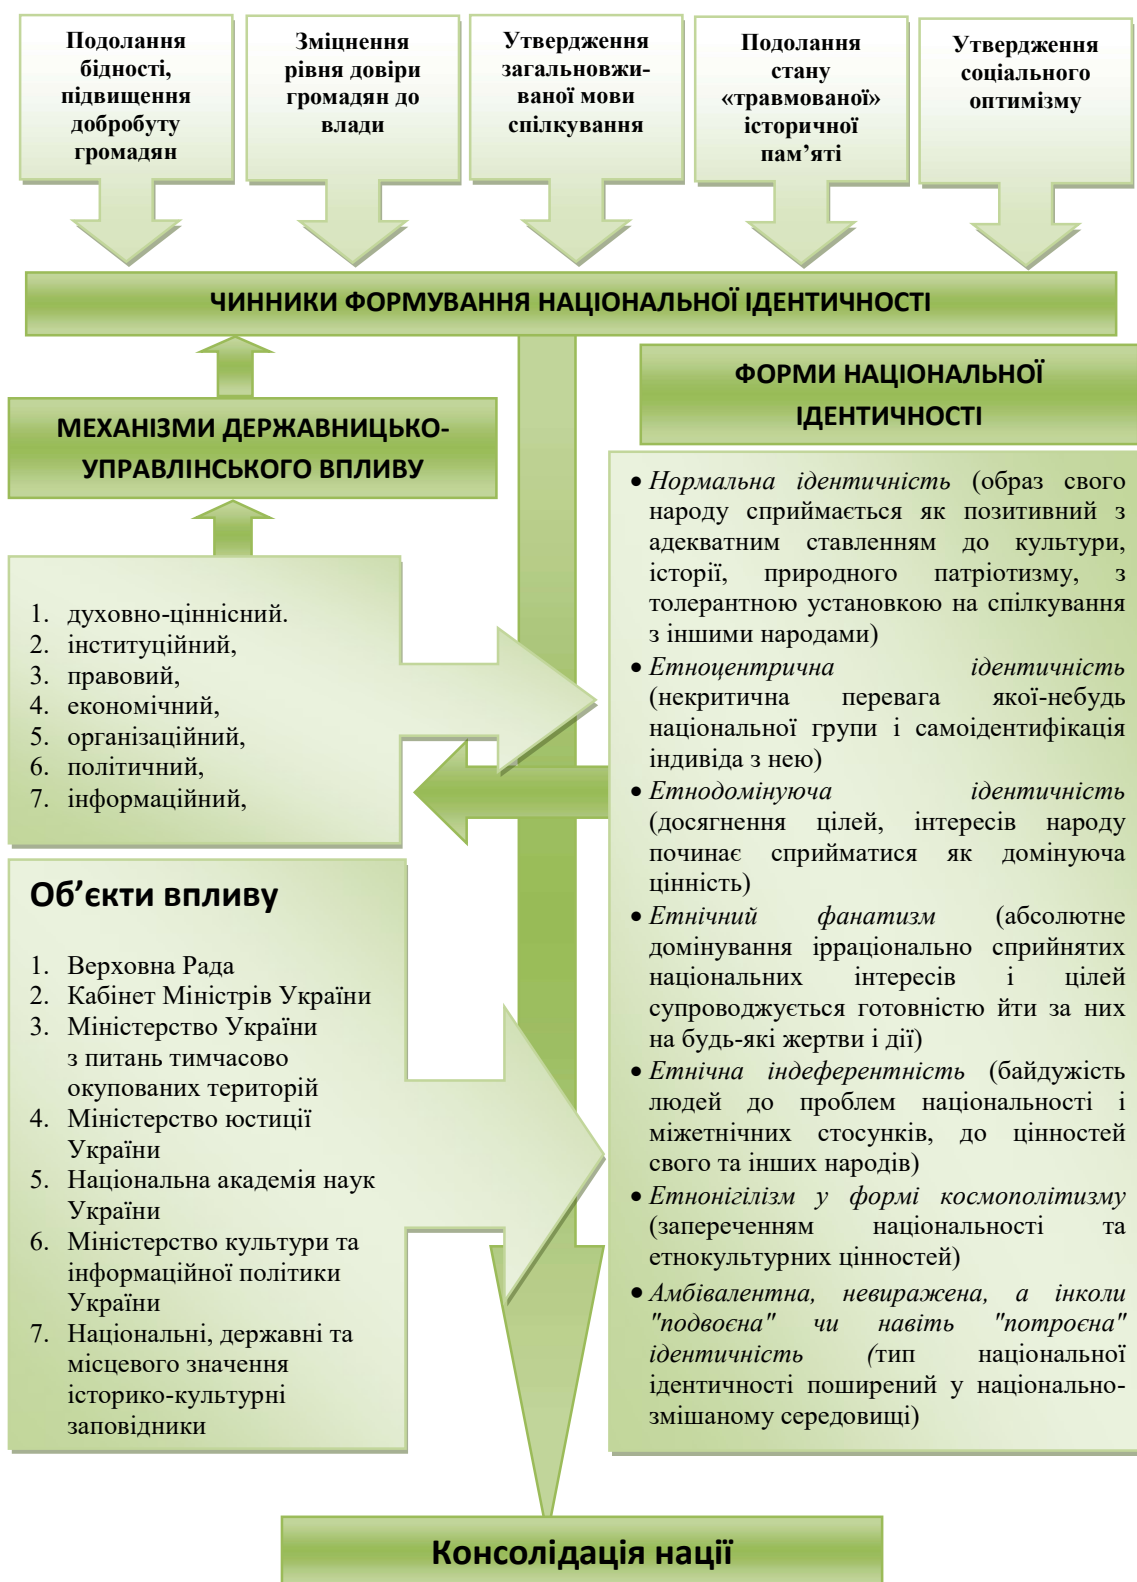 Подолання
бідності,
підвищення
добробуту
громадян
Зміцнення
рівня довіри
громадян до
влади
Утвердження
загальновжи-
ваної мови
спілкування
Подолання
стану
«травмованої»
історичної
пам’яті
Утвердження
соціального
оптимізму
ЧИННИКИ ФОРМУВАННЯ НАЦІОНАЛЬНОЇ ІДЕНТИЧНОСТІ
МЕХАНІЗМИ ДЕРЖАВНИЦЬКО-
УПРАВЛІНСЬКОГО ВПЛИВУ
1. духовно-ціннісний.
2. інституційний,
3. правовий,
4. економічний,
5. організаційний,
6. політичний,
7. інформаційний,
Об’єкти впливу
1. Верховна Рада
2. Кабінет Міністрів України
3. Міністерство України
з питань тимчасово
окупованих територій
4. Міністерство юстиції
України
5. Національна академія наук
України
6. Міністерство культури та
інформаційної політики
України
7. Національні, державні та
місцевого значення
історико-культурні
заповідники
ФОРМИ НАЦІОНАЛЬНОЇ
ІДЕНТИЧНОСТІ
• Нормальна ідентичність (образ свого
народу сприймається як позитивний з
адекватним ставленням до культури,
історії, природного патріотизму, з
толерантною установкою на спілкування
з іншими народами)
• Етноцентрична ідентичність
(некритична перевага якої-небудь
національної групи і самоідентифікація
індивіда з нею)
• Етнодомінуюча ідентичність
(досягнення цілей, інтересів народу
починає сприйматися як домінуюча
цінність)
• Етнічний фанатизм (абсолютне
домінування ірраціонально сприйнятих
національних інтересів і цілей
супроводжується готовністю йти за них
на будь-які жертви і дії)
• Етнічна індеферентність (байдужість
людей до проблем національності і
міжетнічних стосунків, до цінностей
свого та інших народів)
• Етнонігілізм у формі космополітизму
(запереченням національності та
етнокультурних цінностей)
• Амбівалентна, невиражена, а інколи
"подвоєна" чи навіть "потроєна"
ідентичність (тип національної
ідентичності поширений у національно-
змішаному середовищі)
Консолідація нації